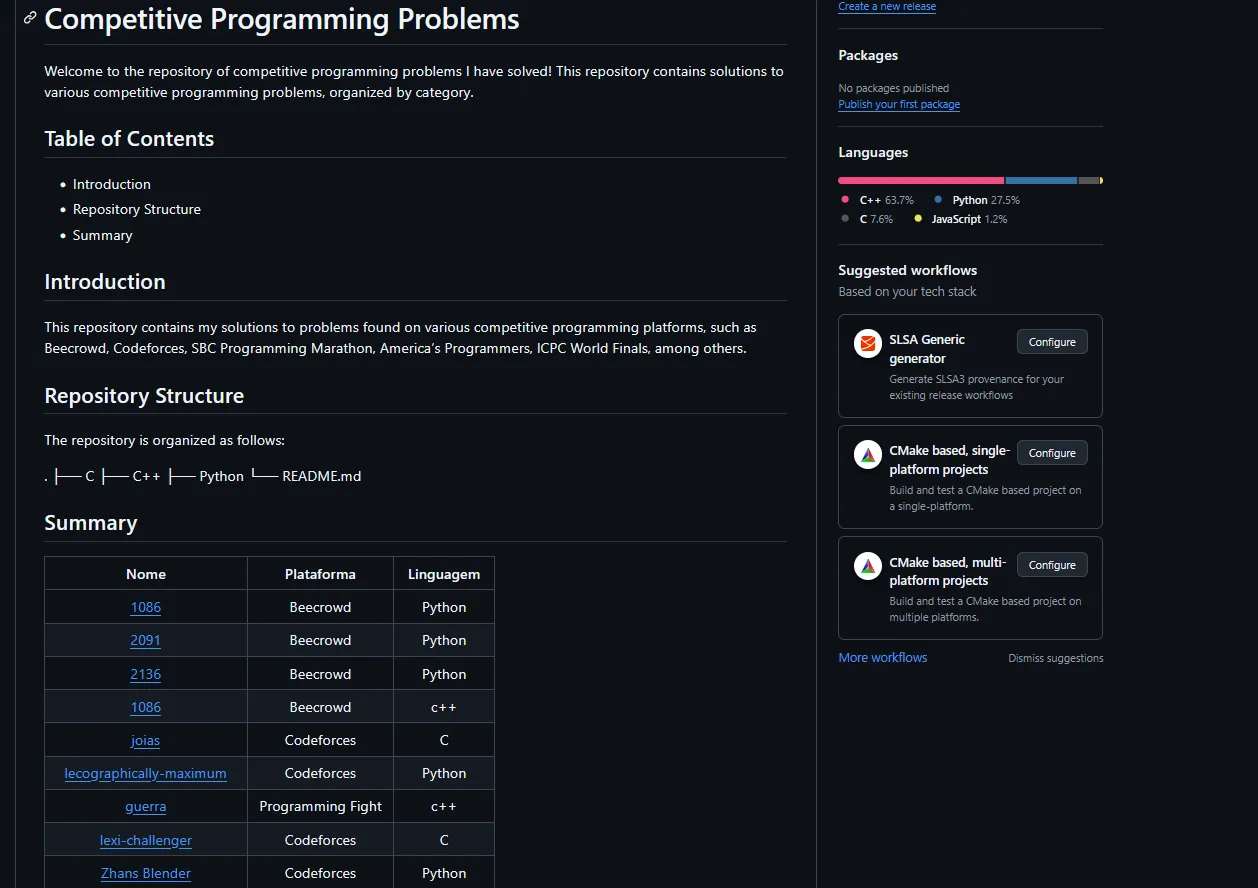 Competitive Programming Problems
Welcome to the repository of competitive programming problems I have solved! This repository contains solutions to
various competitive programming problems, organized by category.
Table of Contents
• Introduction
• Repository Structure
• Summary
Introduction
This repository contains my solutions to problems found on various competitive programming platforms, such as
Beecrowd, Codeforces, SBC Programming Marathon, America's Programmers, ICPC World Finals, among others.
Repository Structure
The repository is organized as follows:
. ├── C ├── C++ ├── Python └── README.md
Summary
Nome Plataforma Linguagem
1086 Beecrowd Python
2091 Beecrowd Python
2136 Beecrowd Python
1086 Beecrowd c++
joias Codeforces C
lecographically-maximum Codeforces Python
guerra Programming Fight c++
lexi-challenger Codeforces C
Zhans Blender Codeforces Python
Create a new release
Packages
No packages published
Publish your first package
Languages
C++ 63.7% Python 27.5%
C 7.6% JavaScript 1.2%
Suggested workflows
Based on your tech stack
SLSA Generic
generator
Configure
Generate SLSA3 provenance for your
existing release workflows
CMake based, single-
platform projects
Configure
Build and test a CMake based project on
a single-platform.
CMake based, multi-
platform projects
Configure
Build and test a CMake based project on
multiple platforms.
More workflows Dismiss suggestions